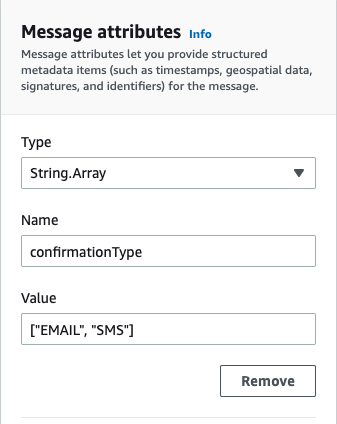 Message attributes Info
Message attributes let you provide structured
metadata items (such as timestamps, geospatial data,
signatures, and identifiers) for the message.
Type
String.Array
Name
confirmationType
Value
["EMAIL", "SMS"]
Remove